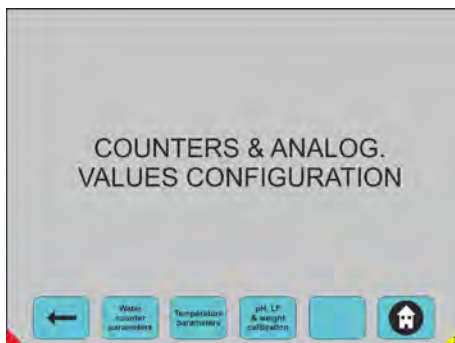 COUNTERS & ANALOG.
VALUES CONFIGURATION
Water
counter
parameters
Temperature
parameters
pH, LF
& weight
calibration